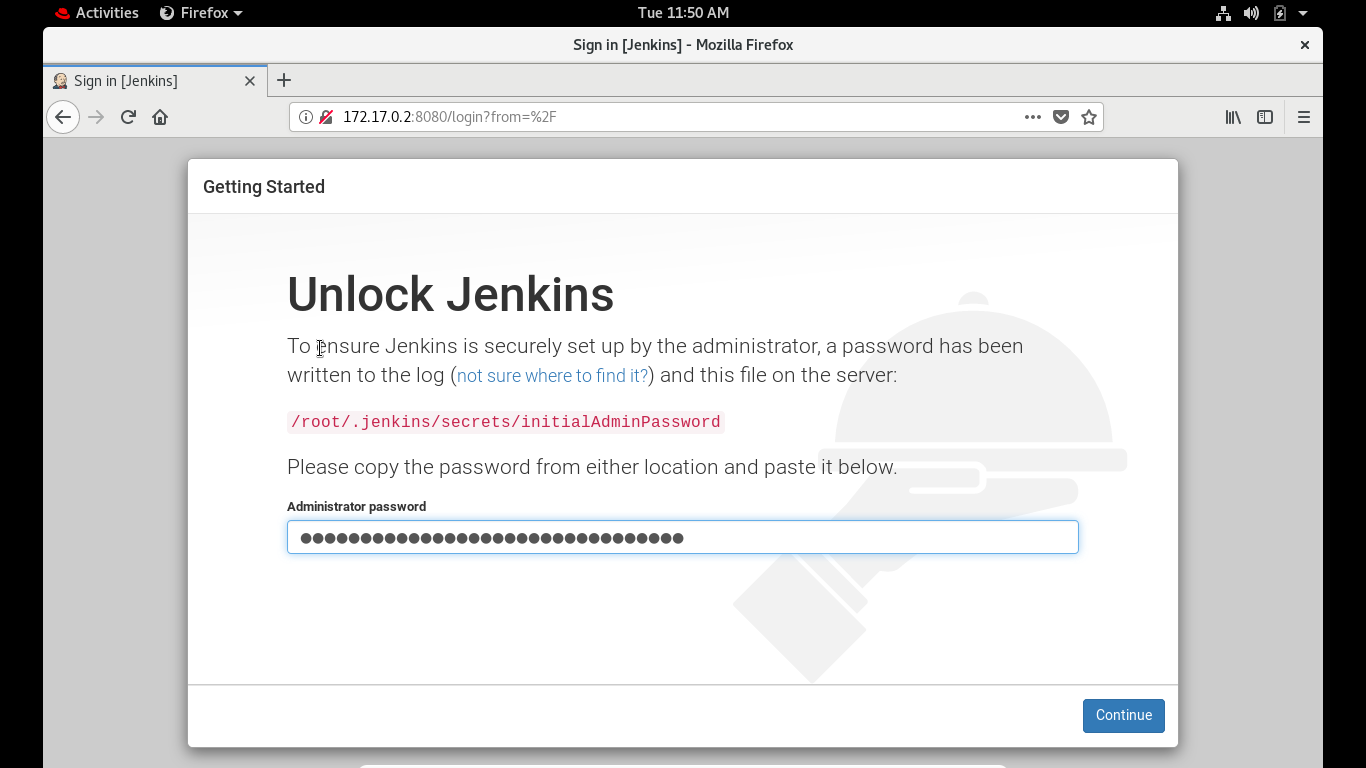 Activities Firefox Tue 11:50 AM
Sign in [Jenkins] - Mozilla Firefox
Sign in [Jenkins]
172.17.0.2:8080/login?from=%2F
Getting Started
Unlock Jenkins
To ensure Jenkins is securely set up by the administrator, a password has been
written to the log (not sure where to find it?) and this file on the server:
/root/.jenkins/secrets/initialAdminPassword
Please copy the password from either location and paste it below.
Administrator password
Continue